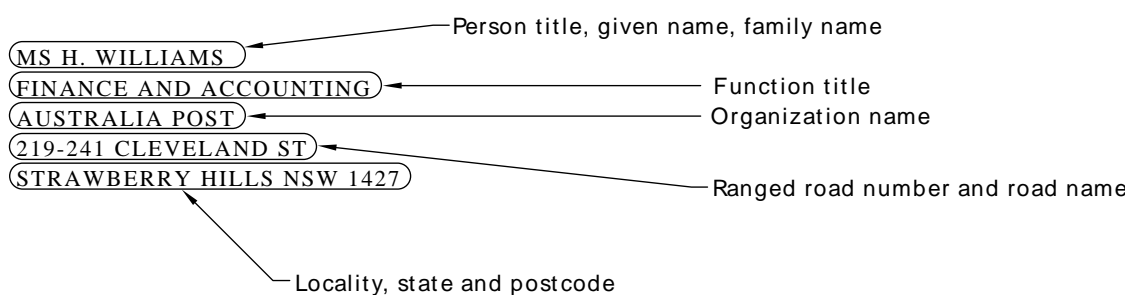 Person title, given name, family name
MS H. WILLIAMS
FINANCE AND ACCOUNTING
Function title
AUSTRALIA POST
Organization name
219-241 CLEVELAND ST
STRAWBERRY HILLS NSW 1427
Ranged road number and road name
Locality, state and postcode